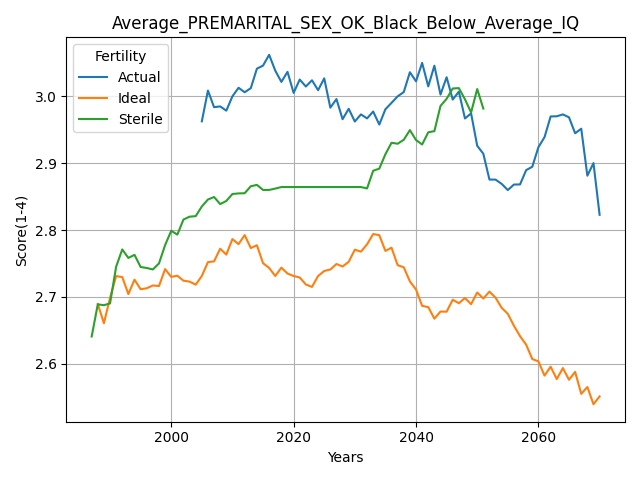 Average_PREMARITAL_SEX_OK_Black_Below_Average_IQ
Fertility
Actual
Ideal
Sterile
3.0
2.9
2.8
2.7
2.6
Score(1-4)
2000
2020
2040
2060
Years